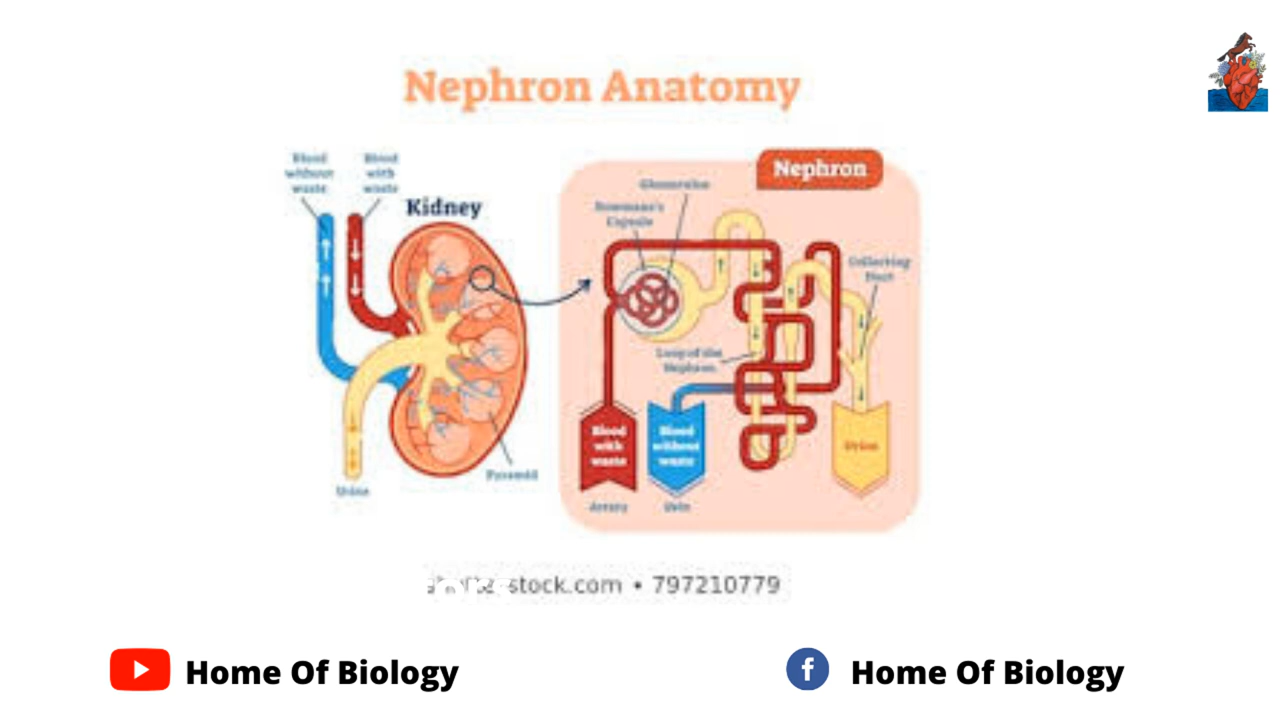 Nephron Anatomy
Blood
without
waste
Blood
with
waste
Kidney
Pyramid
Urine
Nephron
Glomerulus
Bowmans's
Capsule
Collecting
Duct
Loop of the
Nephron
Blood
with
waste
Blood
without
waste
Urine
Artery
Vein
stock.com • 797210779
Home Of Biology
Home Of Biology